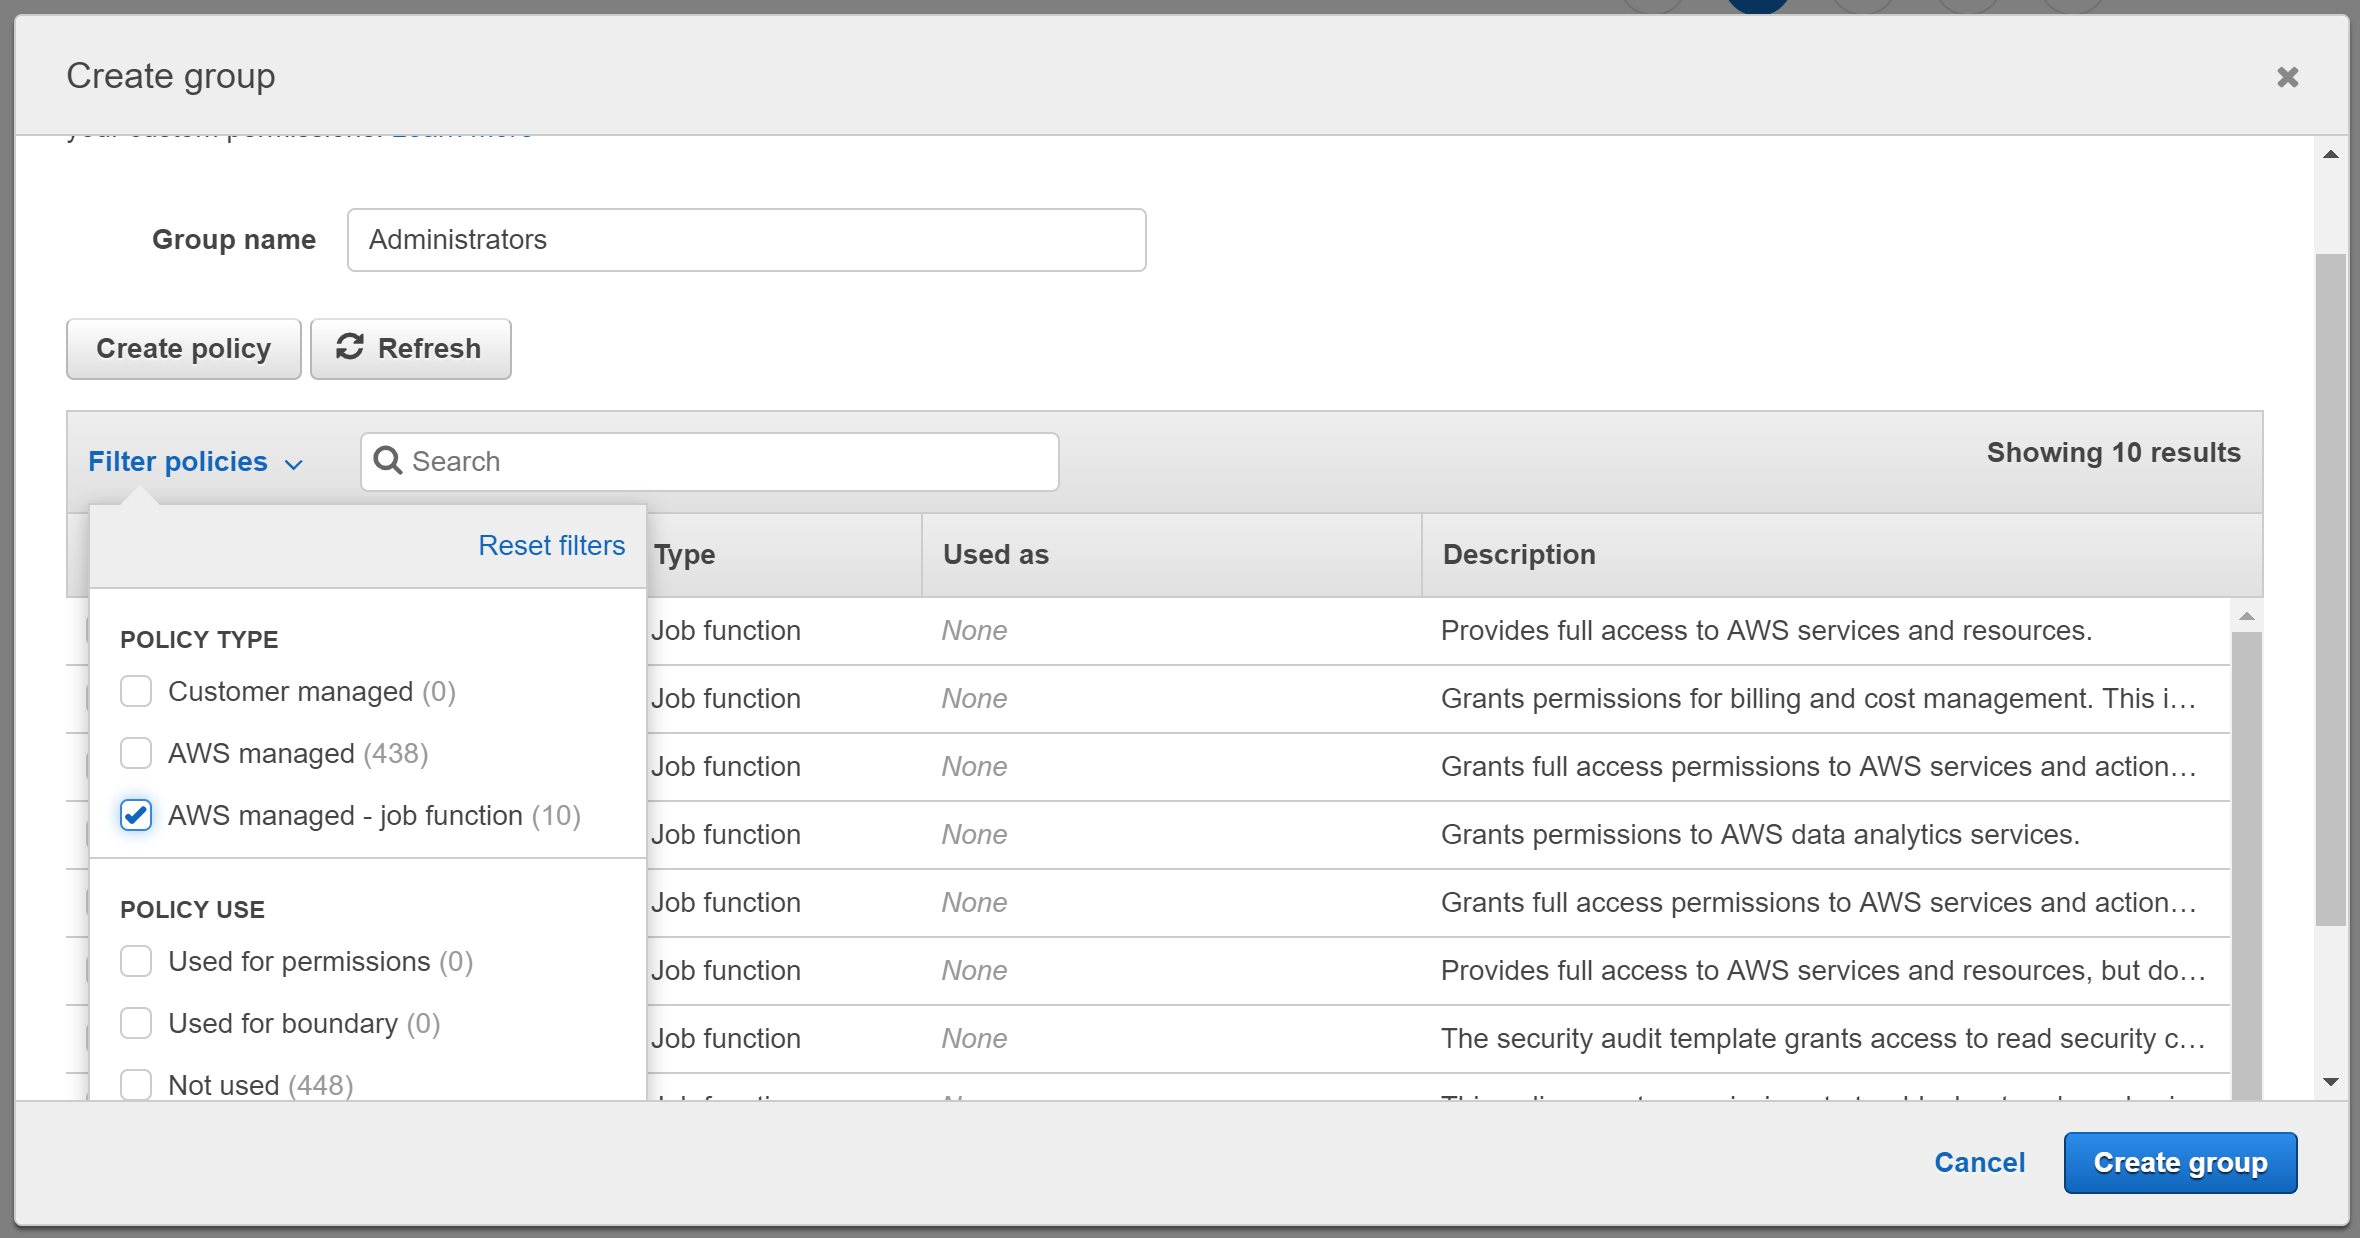 Create group
your custom permissions. Learn more
Group name
Administrators
Create policy
Refresh
Filter policies
Search
Showing 10 results
Reset filters
Type
Used as
Description
POLICY TYPE
Customer managed (0)
AWS managed (438)
AWS managed - job function (10)
POLICY USE
Used for permissions (0)
Used for boundary (0)
Not used (448)
Job function None Provides full access to AWS services and resources.
Job function None Grants permissions for billing and cost management. This i…
Job function None Grants full access permissions to AWS services and action…
Job function None Grants permissions to AWS data analytics services.
Job function None Grants full access permissions to AWS services and action…
Job function None Provides full access to AWS services and resources, but do…
Job function None The security audit template grants access to read security c…
Cancel
Create group